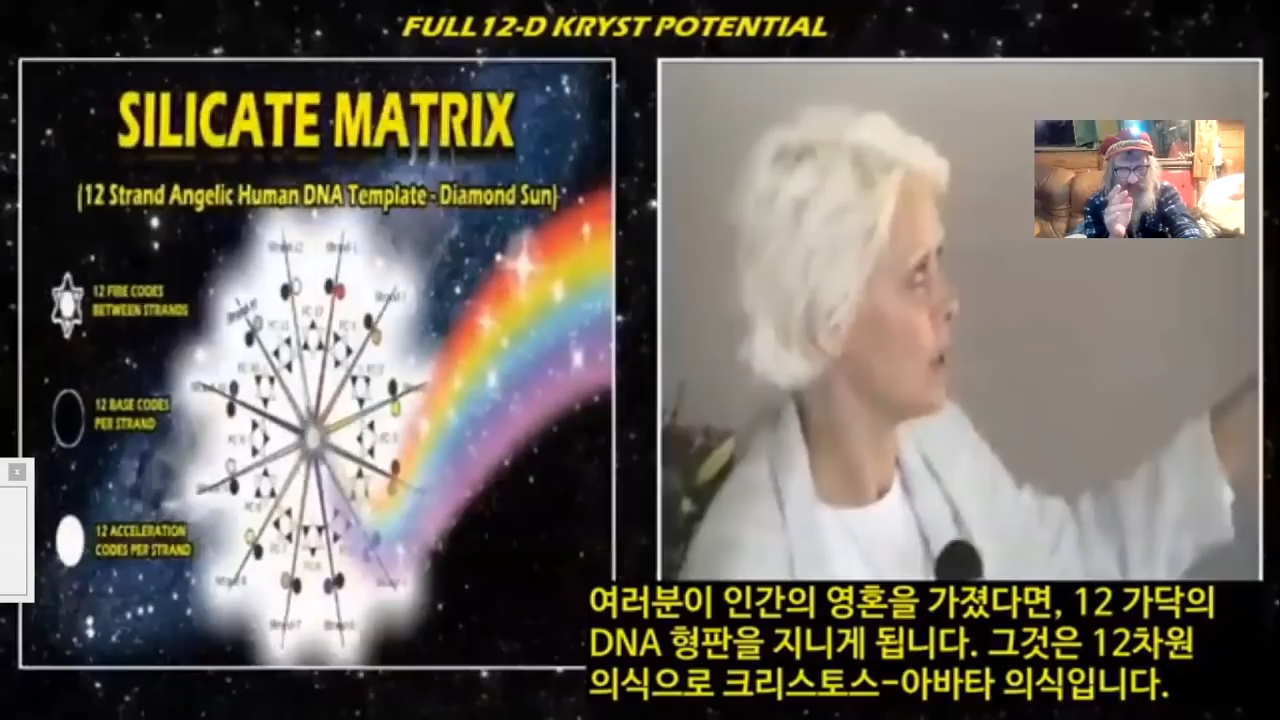 FULL 12-D KRYST POTENTIAL
SILICATE MATRIX
(12 Strand Angelic Human DNA Template - Diamond Sun)
12 FIRE CODES
BETWEEN STRANDS
12 BASE CODES
PER STRAND
12 ACCELERATION
CODES PER STRAND
x
여러분이 인간의 영혼을 가졌다면, 12 가닥의
DNA 형판을 지니게 됩니다. 그것은 12차원
의식으로 크리스토스-아바타 의식입니다.